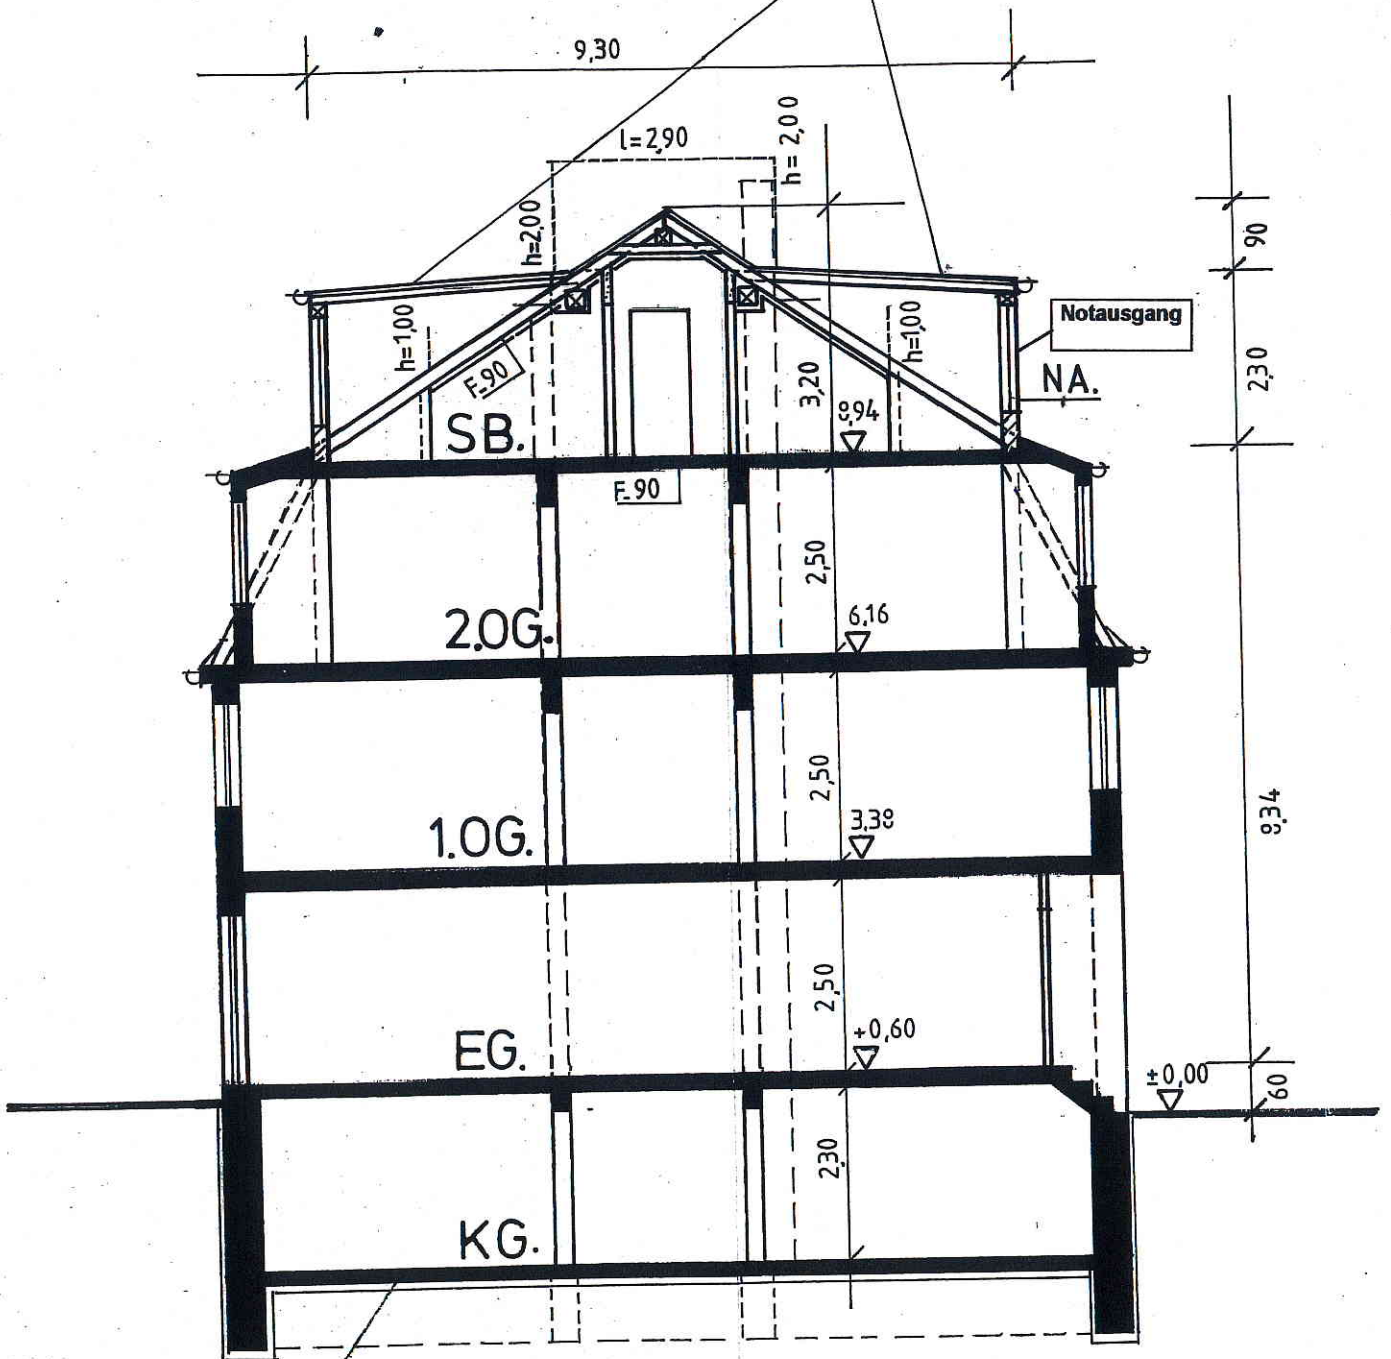 9,30
l=2,90
h=2,00
h=2,00
90
h=1,00
h=1,00
Notausgang
F-90
3,20
NA.
2,30
SB.
8,94
F-90
2,50
2.OG.
6,16
2,50
1.OG.
3,38
8,34
2,50
EG.
+0,60
±0,00
60
2,30
KG.